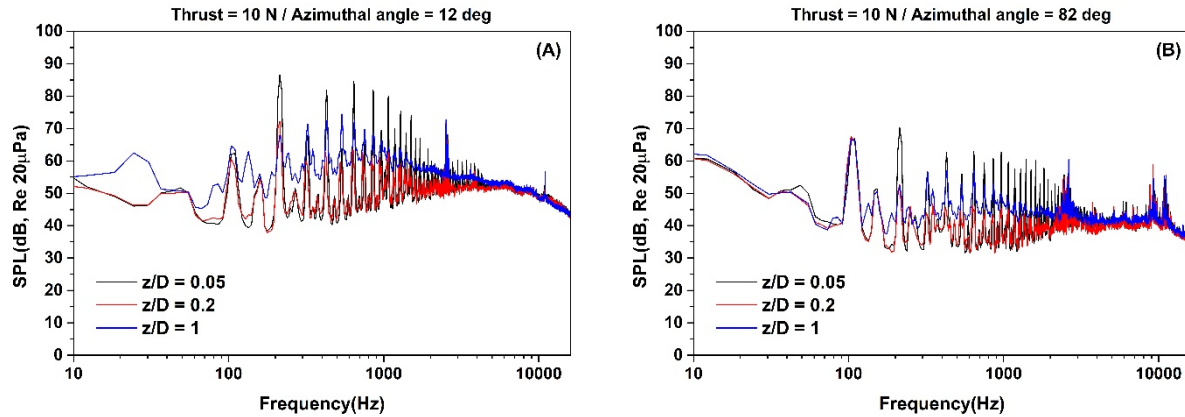 Thrust = 10 N / Azimuthal angle = 12 deg
(A)
SPL(dB, Re 20μPa)
100
90
80
70
60
50
40
30
20
10
0
z/D = 0.05
z/D = 0.2
z/D = 1
10
100
1000
10000
Frequency(Hz)
Thrust = 10 N / Azimuthal angle = 82 deg
(B)
SPL(dB, Re 20μPa)
100
90
80
70
60
50
40
30
20
10
0
z/D = 0.05
z/D = 0.2
z/D = 1
10
100
1000
10000
Frequency(Hz)